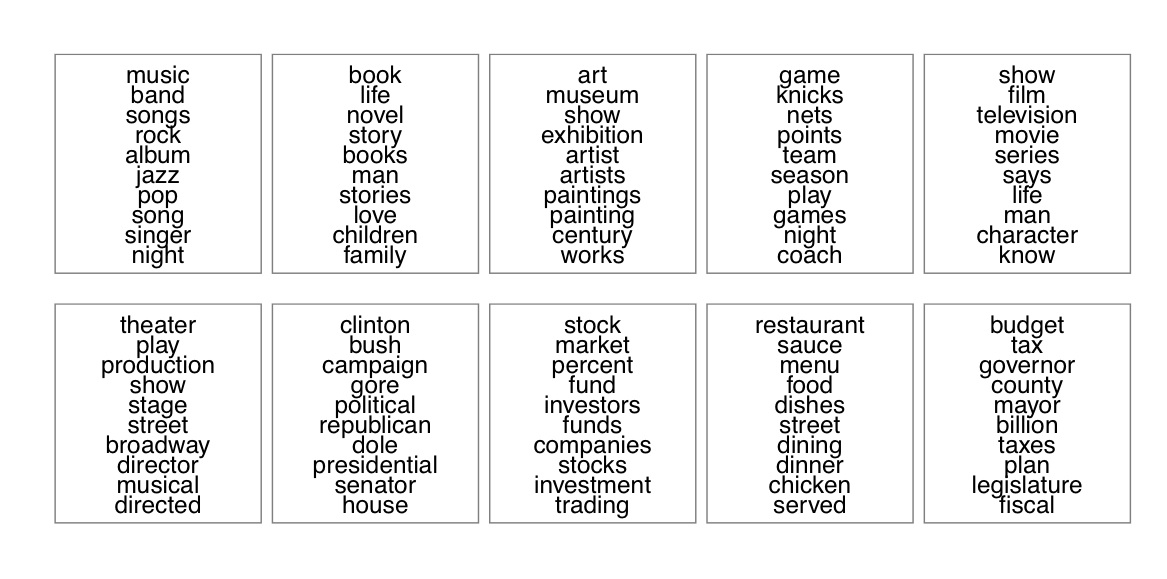 music
band
songs
rock
album
jazz
pop
song
singer
night
book
life
novel
story
books
man
stories
love
children
family
art
museum
show
exhibition
artist
artists
paintings
painting
century
works
game
knicks
nets
points
team
season
play
games
night
coach
show
film
television
movie
series
says
life
man
character
know
theater
play
production
show
stage
street
broadway
director
musical
directed
clinton
bush
campaign
gore
political
republican
dole
presidential
senator
house
stock
market
percent
fund
investors
funds
companies
stocks
investment
trading
restaurant
sauce
menu
food
dishes
street
dining
dinner
chicken
served
budget
tax
governor
county
mayor
billion
taxes
plan
legislature
fiscal